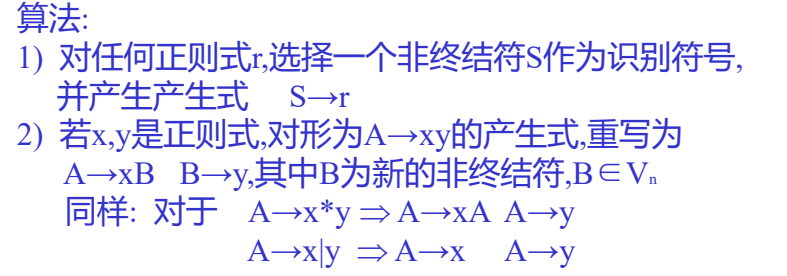 算法:
1) 对任何正则式r,选择一个非终结符S作为识别符号,
并产生产生式 S→r
2) 若x,y是正则式,对形为A→xy的产生式,重写为
A→xB B→y,其中B为新的非终结符,B∈Vn
同样: 对于 A→x*y ⇒ A→xA A→y
A→x|y ⇒ A→x A→y